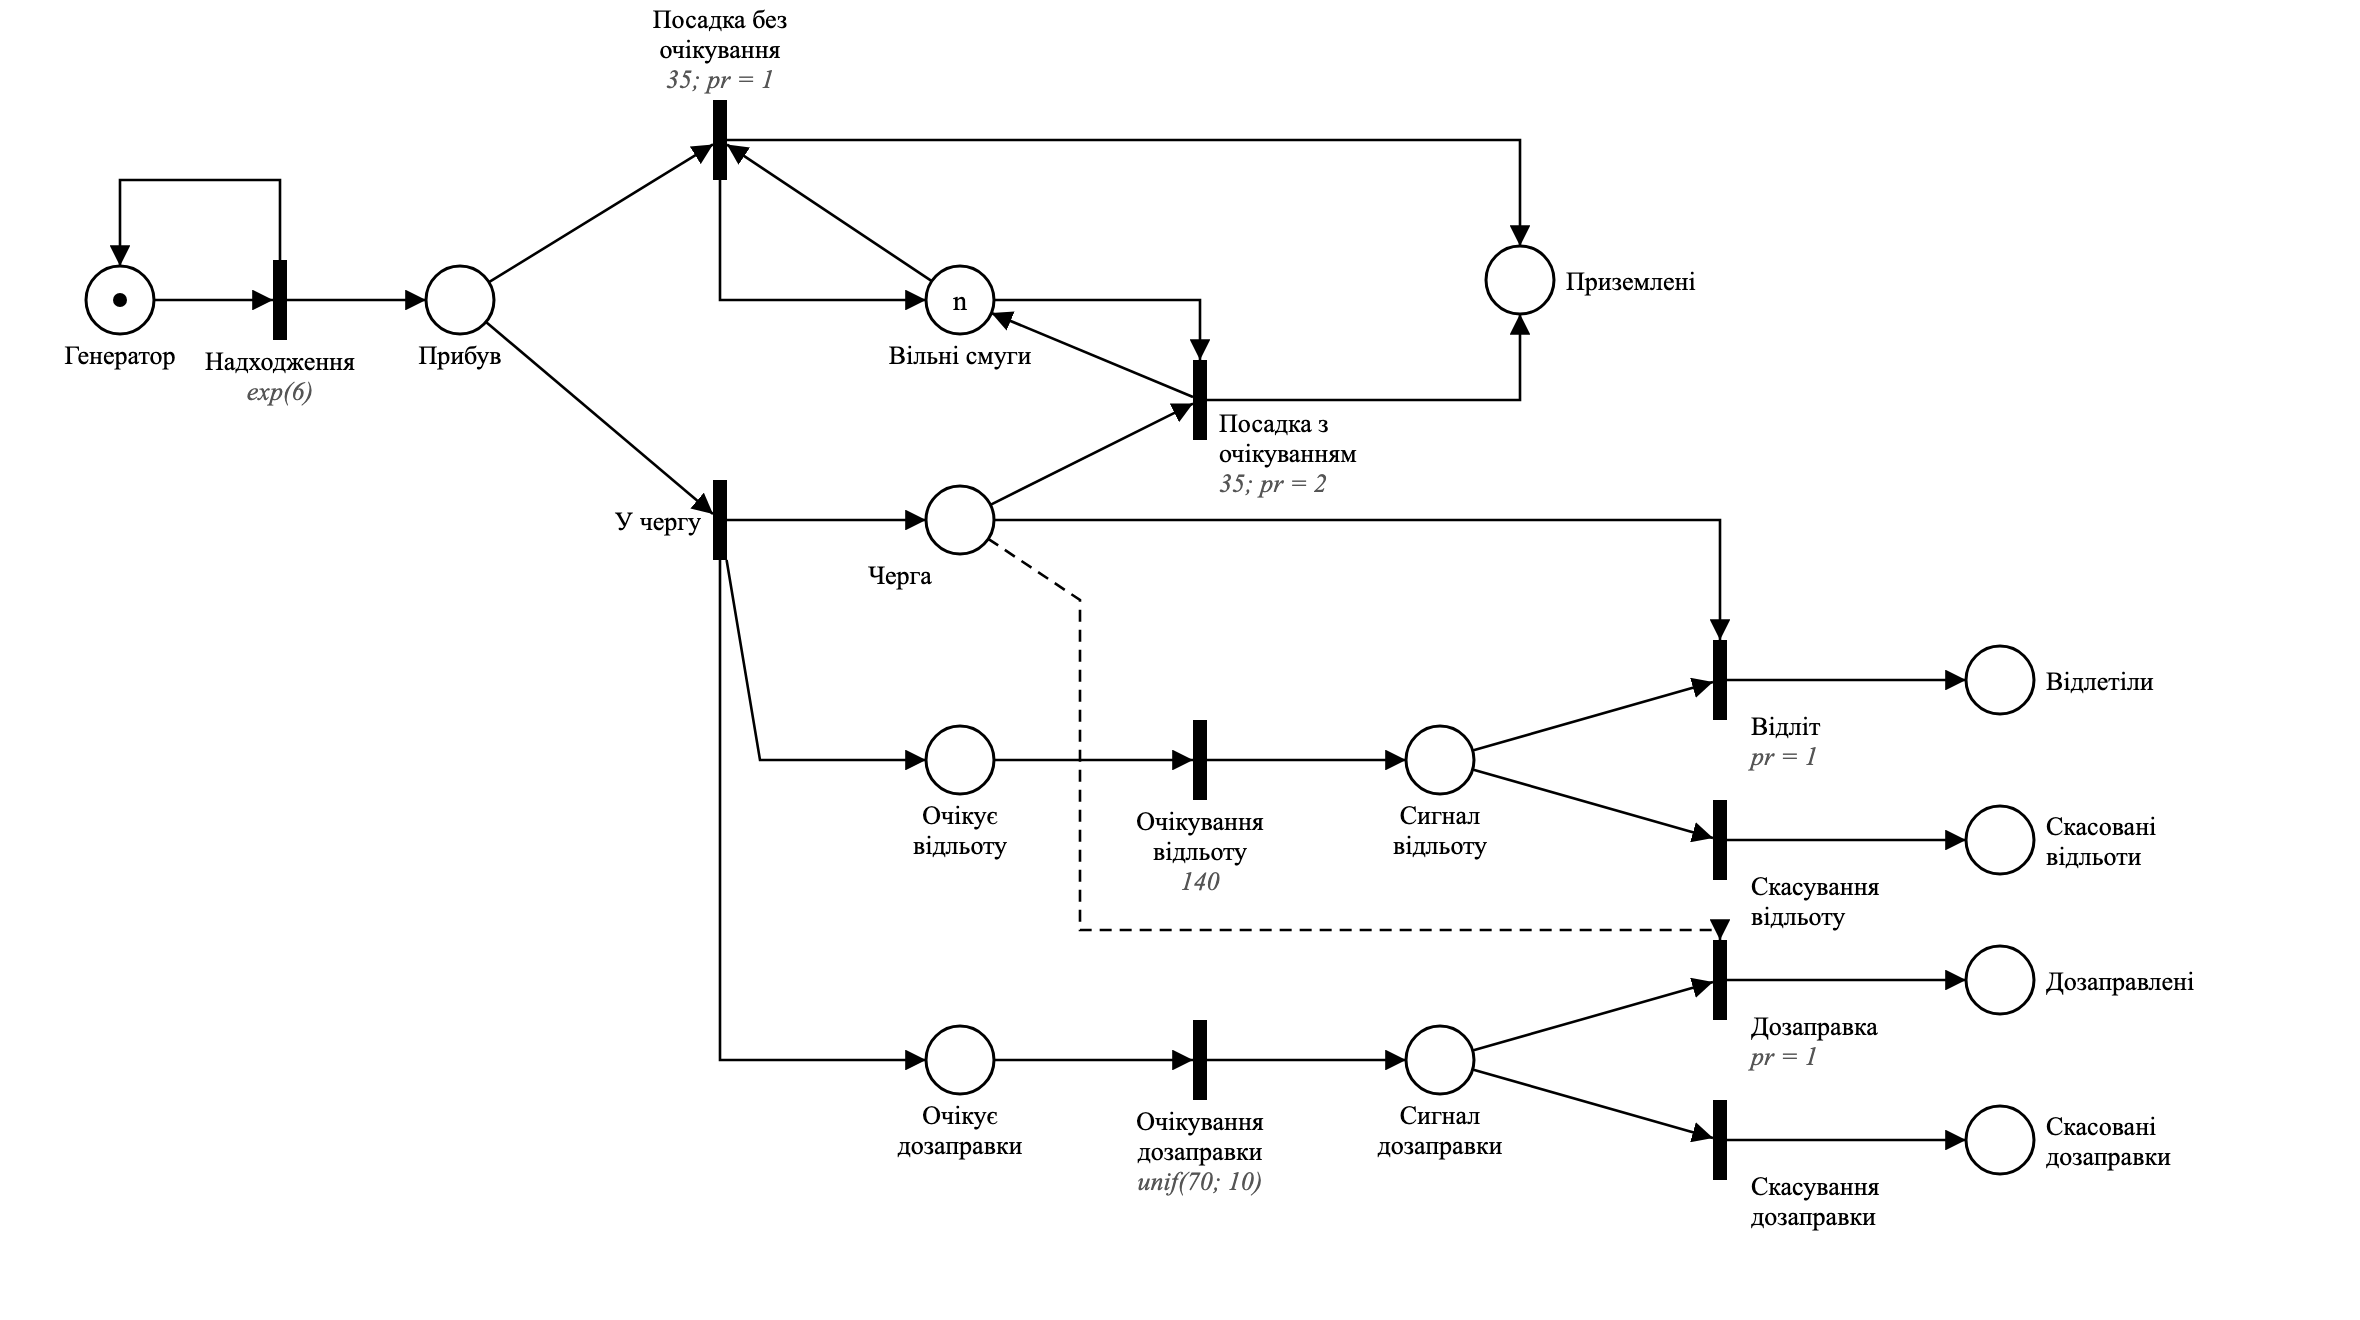 Посадка без
очікування
35; pr = 1
Генератор
Надходження
exp(6)
Прибув
n
Вільні смуги
Приземлені
Посадка з
очікуванням
35; pr = 2
У чергу
Черга
Відлетіли
Відліт
pr = 1
Очікує
відльоту
Очікування
відльоту
140
Сигнал
відльоту
Скасовані
відльоти
Скасування
відльоту
Дозаправлені
Дозаправка
pr = 1
Очікує
дозаправки
Очікування
дозаправки
unif(70; 10)
Сигнал
дозаправки
Скасовані
дозаправки
Скасування
дозаправки